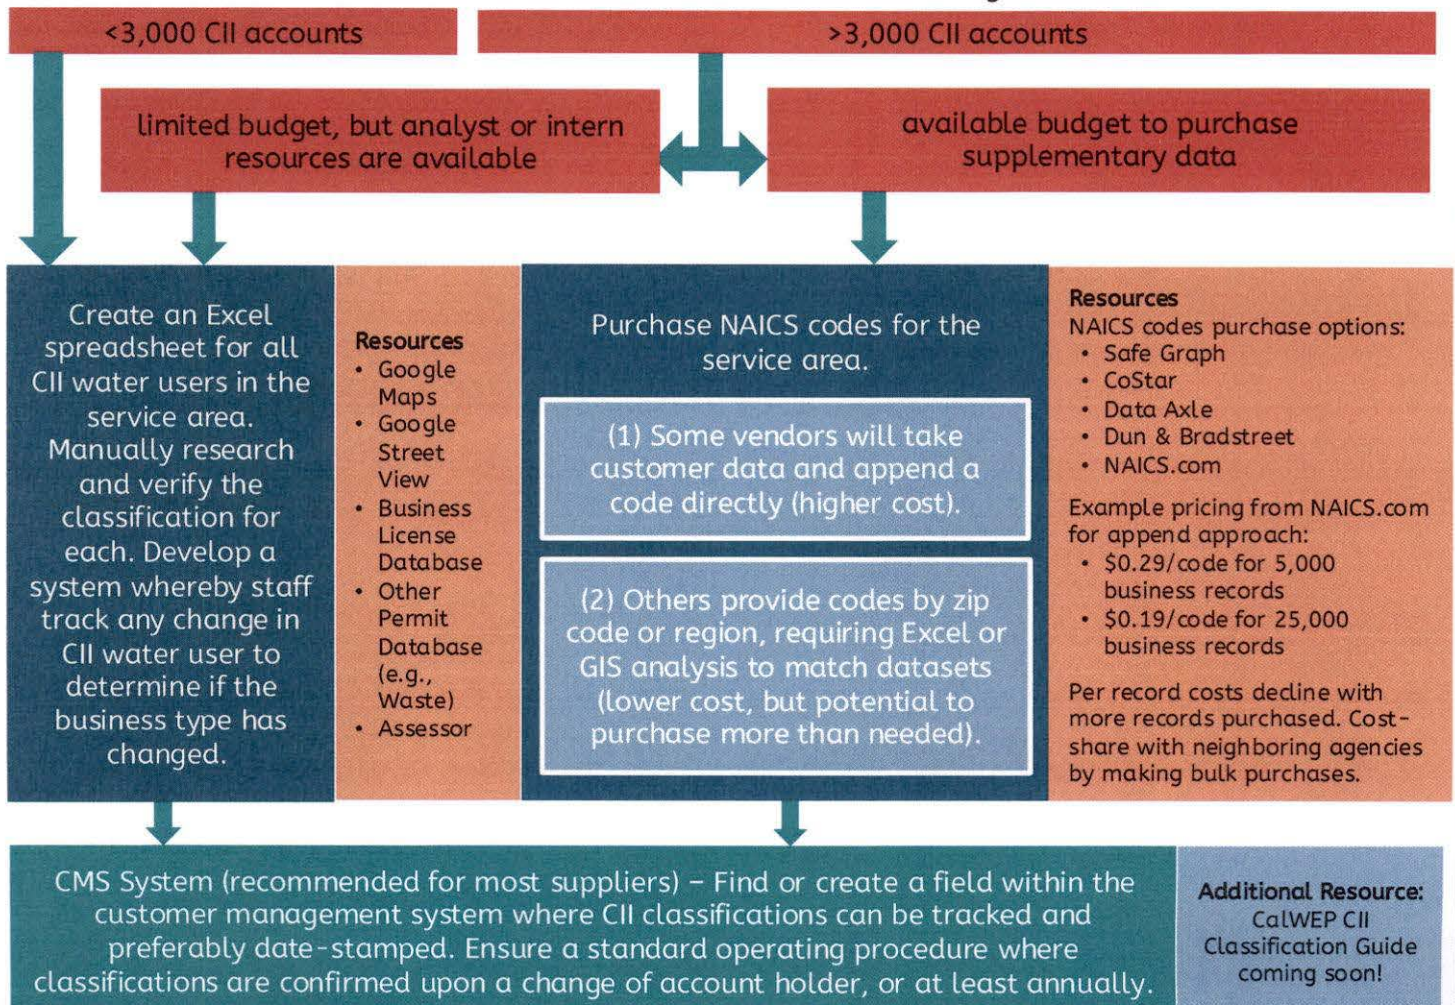 <3,000 CII accounts
>3,000 CII accounts
limited budget, but analyst or intern
resources are available
available budget to purchase
supplementary data
Create an Excel
spreadsheet for all
CII water users in the
service area.
Manually research
and verify the
classification for
each. Develop a
system whereby staff
track any change in
CII water user to
determine if the
business type has
changed.
Resources
• Google
Maps
• Google
Street
View
• Business
License
Database
• Other
Permit
Database
(e.g.,
Waste)
• Assessor
Purchase NAICS codes for the
service area.
(1) Some vendors will take
customer data and append a
code directly (higher cost).
(2) Others provide codes by zip
code or region, requiring Excel or
GIS analysis to match datasets
(lower cost, but potential to
purchase more than needed).
Resources
NAICS codes purchase options:
• Safe Graph
• CoStar
• Data Axle
• Dun & Bradstreet
• NAICS.com
Example pricing from NAICS.com
for append approach:
• $0.29/code for 5,000
business records
• $0.19/code for 25,000
business records
Per record costs decline with
more records purchased. Cost-
share with neighboring agencies
by making bulk purchases.
CMS System (recommended for most suppliers) – Find or create a field within the
customer management system where CII classifications can be tracked and
preferably date-stamped. Ensure a standard operating procedure where
classifications are confirmed upon a change of account holder, or at least annually.
Additional Resource:
CalWEP CII
Classification Guide
coming soon!